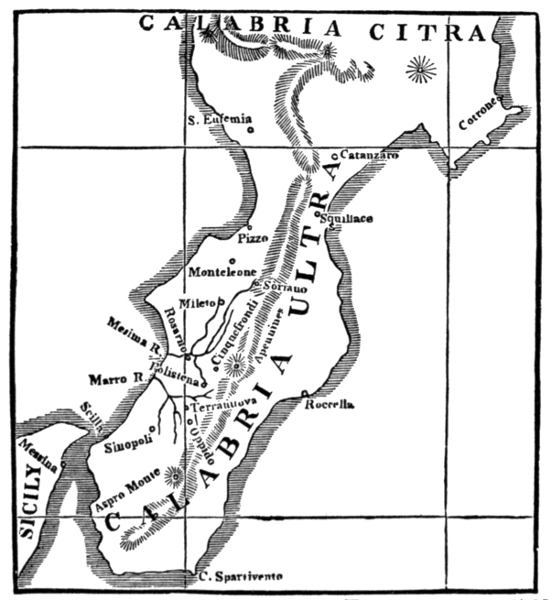 CALABRIA CITRA
Cotrone
S. Eufemia
Catanzaro
Squillace
Pizzo
Monteleone
Soriano
Mileto
Rosarno
Cinquefrondi
Apennines
Mesima R.
Polistena
Marro R.
Terranuova
Roccella
Scilla
Sinopoli
Oppido
Messina
Aspro Monte
SICILY
CALABRIA ULTRA
C. Spartivento